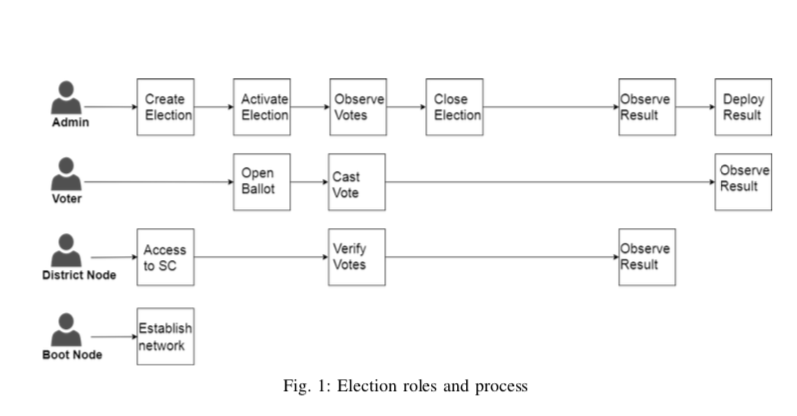 Create
Election
Activate
Election
Observe
Votes
Close
Election
Observe
Result
Deploy
Result
Admin
Open
Ballot
Cast
Vote
Observe
Result
Voter
Access
to SC
Verify
Votes
Observe
Result
District Node
Establish
network
Boot Node
Fig. 1: Election roles and process